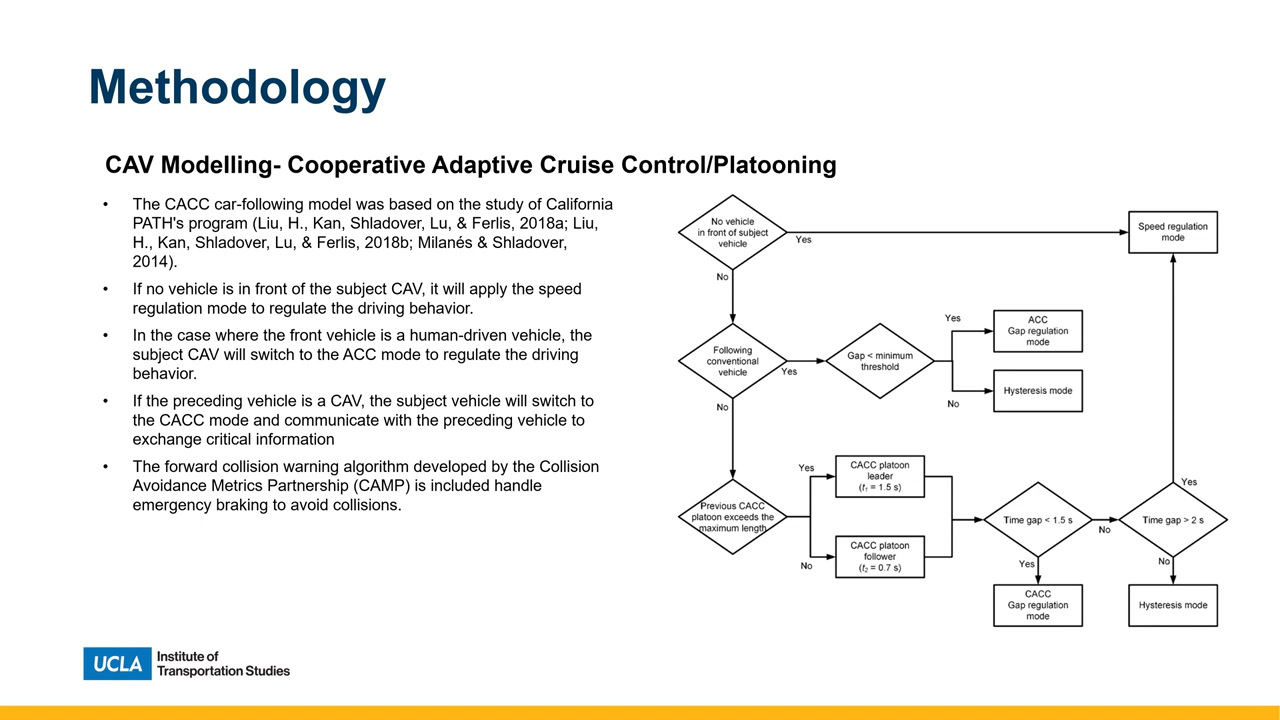 Methodology
CAV Modelling- Cooperative Adaptive Cruise Control/Platooning
• The CACC car-following model was based on the study of California
PATH's program (Liu, H., Kan, Shladover, Lu, & Ferlis, 2018a; Liu,
H., Kan, Shladover, Lu, & Ferlis, 2018b; Milanés & Shladover,
2014).
• If no vehicle is in front of the subject CAV, it will apply the speed
regulation mode to regulate the driving behavior.
• In the case where the front vehicle is a human-driven vehicle, the
subject CAV will switch to the ACC mode to regulate the driving
behavior.
• If the preceding vehicle is a CAV, the subject vehicle will switch to
the CACC mode and communicate with the preceding vehicle to
exchange critical information
• The forward collision warning algorithm developed by the Collision
Avoidance Metrics Partnership (CAMP) is included handle
emergency braking to avoid collisions.
No vehicle
in front of subject
vehicle
Yes
Speed regulation
mode
No
Following
conventional
vehicle
Yes
Gap < minimum
threshold
Yes
ACC
Gap regulation
mode
No
Hysteresis mode
No
Previous CACC
platoon exceeds the
maximum length
Yes
CACC platoon
leader
(t₁ = 1.5 s)
No
CACC platoon
follower
(t₂ = 0.7 s)
Time gap < 1.5 s
No
Time gap > 2 s
Yes
Yes
CACC
Gap regulation
mode
No
Hysteresis mode
UCLA
Institute of
Transportation Studies